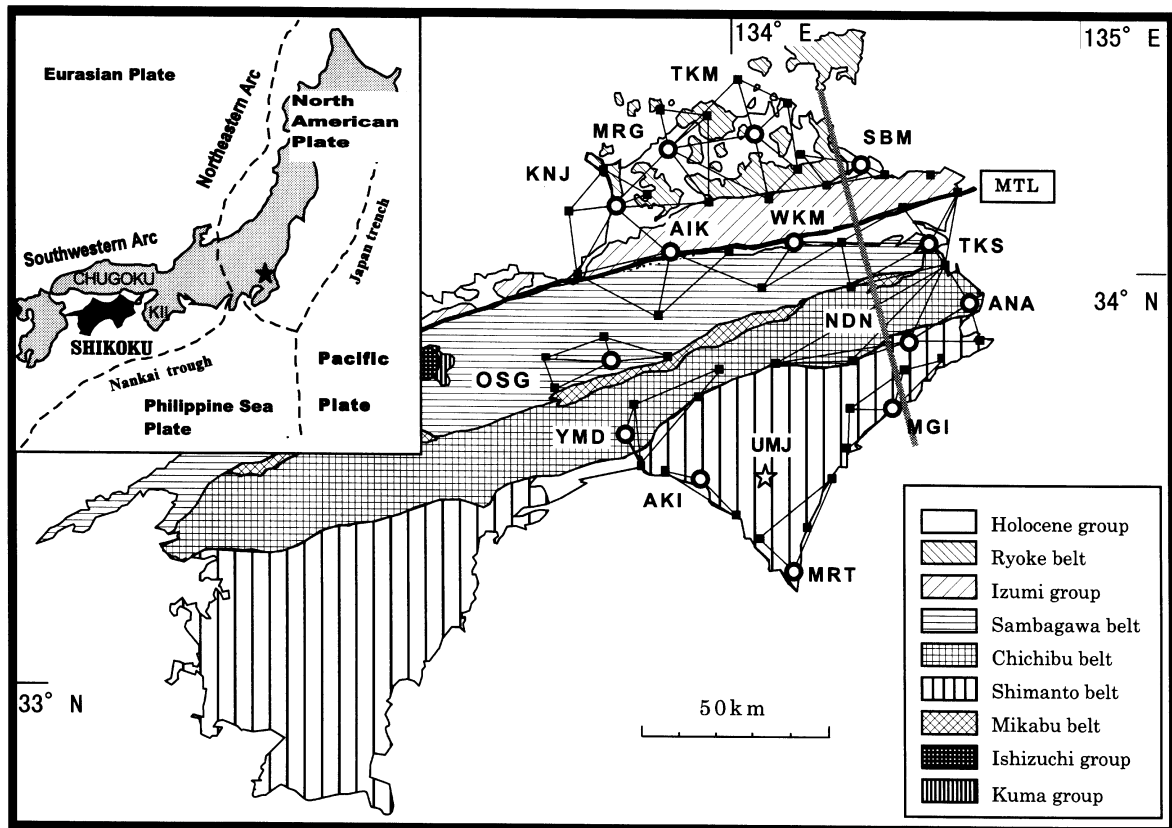 134° E
135° E
Eurasian Plate
Northeastern Arc
North
American
Plate
Japan trench
Southwestern Arc
CHUGOKU
KII
SHIKOKU
Nankai trough
Pacific
Plate
Philippine Sea
Plate
TKM
MRG
SBM
KNJ
MTL
WKM
AIK
TKS
34° N
ANA
NDN
OSG
YMD
MGI
UMJ
AKI
MRT
33° N
50km
Holocene group
Ryoke belt
Izumi group
Sambagawa belt
Chichibu belt
Shimanto belt
Mikabu belt
Ishizuchi group
Kuma group